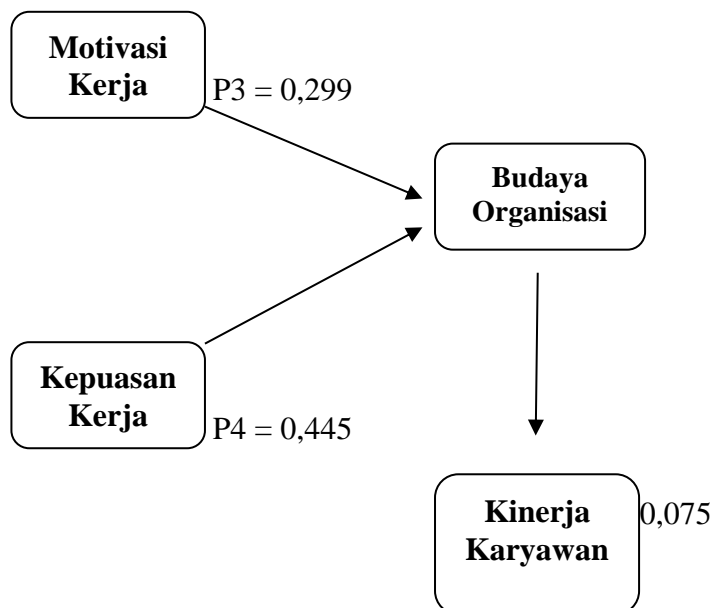 Motivasi
Kerja
P3 = 0,299
Budaya
Organisasi
Kepuasan
Kerja
P4 = 0,445
Kinerja
Karyawan
0,075